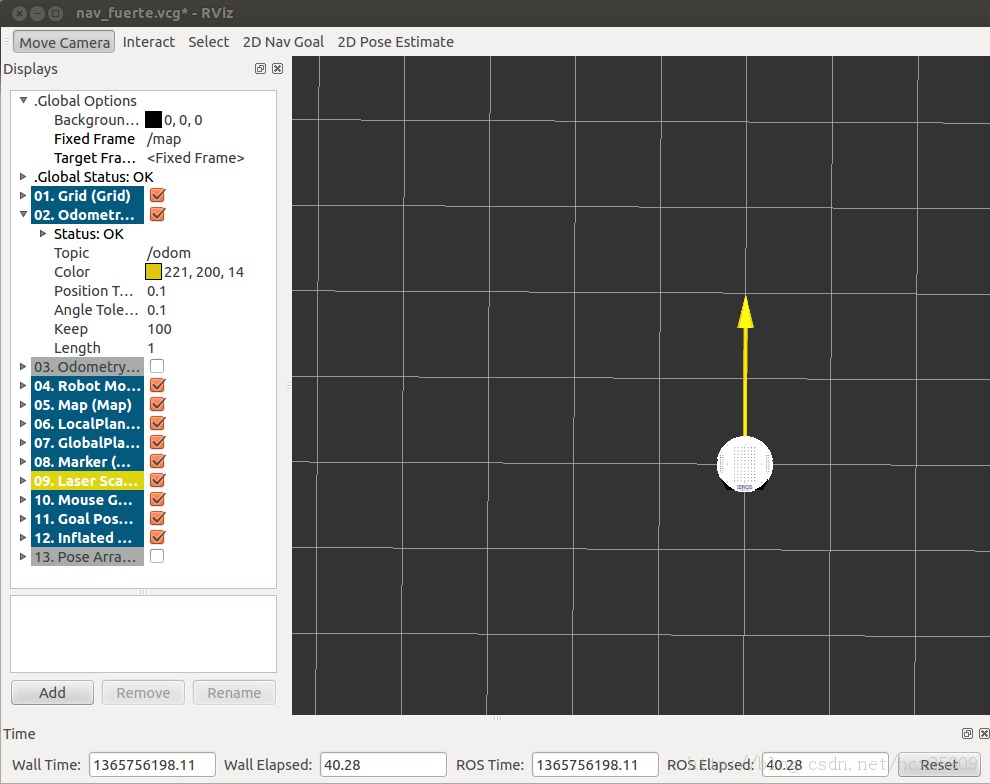 nav_fuerte.vcg* - RViz
Move Camera Interact Select 2D Nav Goal 2D Pose Estimate
Displays
.Global Options
Backgroun... 0, 0, 0
Fixed Frame /map
Target Fra... <Fixed Frame>
.Global Status: OK
01. Grid (Grid)
02. Odometr...
Status: OK
Topic /odom
Color 221, 200, 14
Position T... 0.1
Angle Tole... 0.1
Keep 100
Length 1
03. Odometry...
04. Robot Mo...
05. Map (Map)
06. LocalPlan...
07. GlobalPla...
08. Marker (...
09. Laser Sca...
10. Mouse G...
11. Goal Pos...
12. Inflated ...
13. Pose Arra...
Add Remove Rename
Time
Wall Time: 1365756198.11 Wall Elapsed: 40.28 ROS Time: 1365756198.11 ROS Elapsed: 40.28 Reset